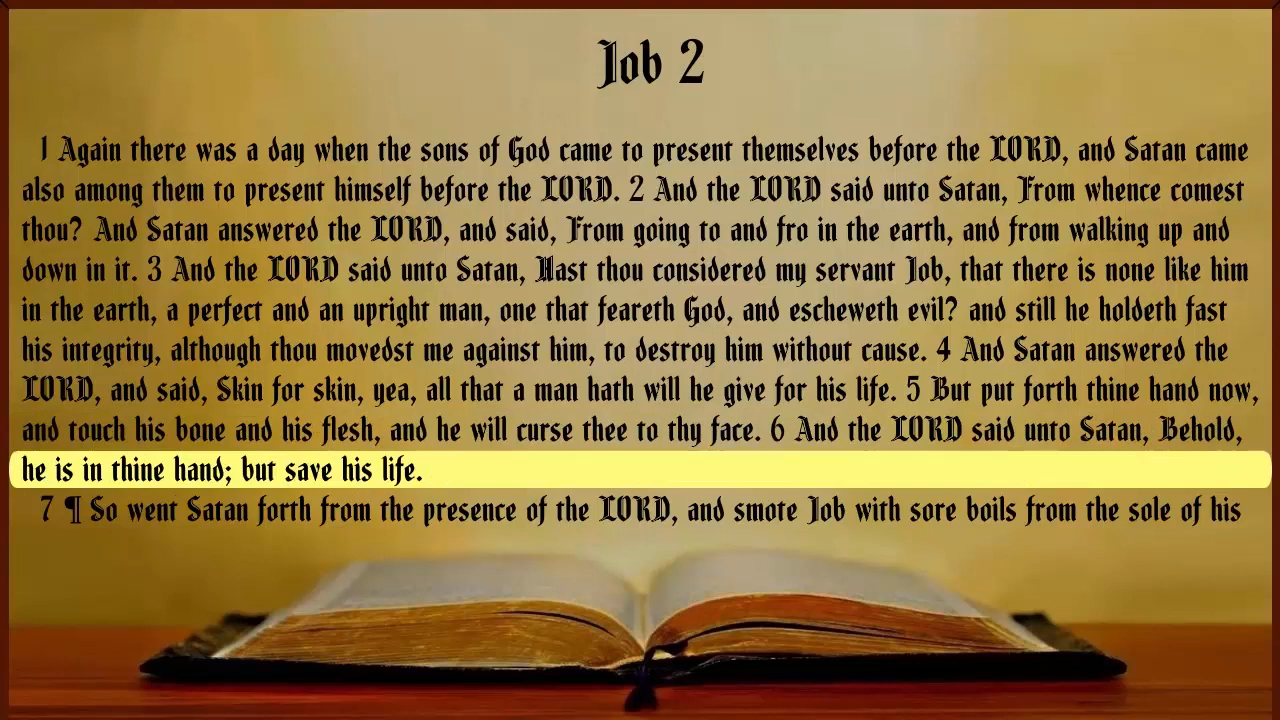 Job 2
1 Again there was a day when the sons of God came to present themselves before the LORD, and Satan came
also among them to present himself before the LORD. 2 And the LORD said unto Satan, From whence comest
thou? And Satan answered the LORD, and said, From going to and fro in the earth, and from walking up and
down in it. 3 And the LORD said unto Satan, Hast thou considered my servant Job, that there is none like him
in the earth, a perfect and an upright man, one that feareth God, and escheweth evil? and still he holdeth fast
his integrity, although thou movedst me against him, to destroy him without cause. 4 And Satan answered the
LORD, and said, Skin for skin, yea, all that a man hath will he give for his life. 5 But put forth thine hand now,
and touch his bone and his flesh, and he will curse thee to thy face. 6 And the LORD said unto Satan, Behold,
he is in thine hand; but save his life.
7 ¶ So went Satan forth from the presence of the LORD, and smote Job with sore boils from the sole of his